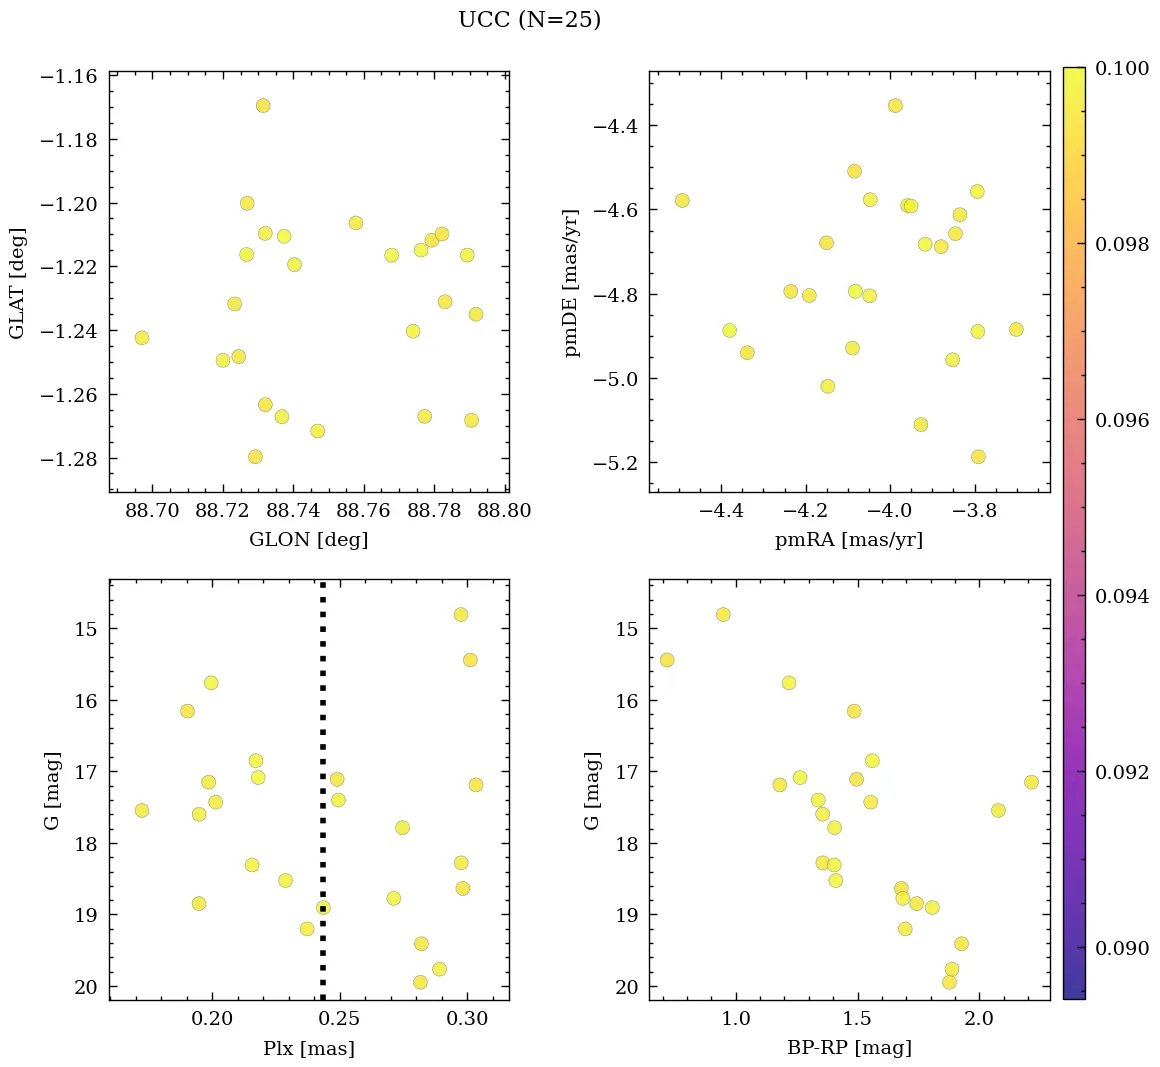 UCC (N=25)
−1.16
−1.18
−1.20
−1.22
−1.24
−1.26
−1.28
GLAT [deg]
88.70 88.72 88.74 88.76 88.78 88.80
GLON [deg]
−4.4
−4.6
−4.8
−5.0
−5.2
pmDE [mas/yr]
−4.4 −4.2 −4.0 −3.8
pmRA [mas/yr]
15
16
17
18
19
20
G [mag]
0.20 0.25 0.30
Plx [mas]
15
16
17
18
19
20
G [mag]
1.0 1.5 2.0
BP-RP [mag]
0.100
0.098
0.096
0.094
0.092
0.090